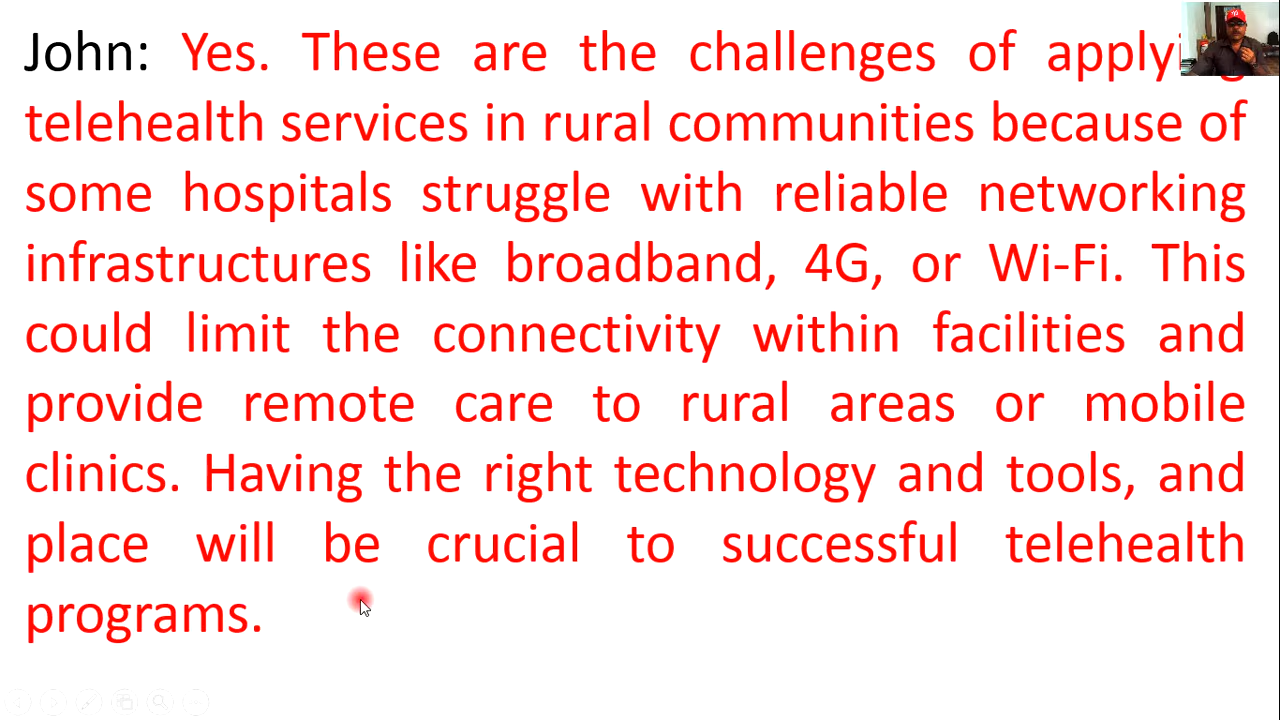 John: Yes. These are the challenges of
telehealth services in rural communities because of
some hospitals struggle with reliable networking
infrastructures like broadband, 4G, or Wi-Fi. This
could limit the connectivity within facilities and
provide remote care to rural areas or mobile
clinics. Having the right technology and tools, and
place will be crucial to successful telehealth
programs.